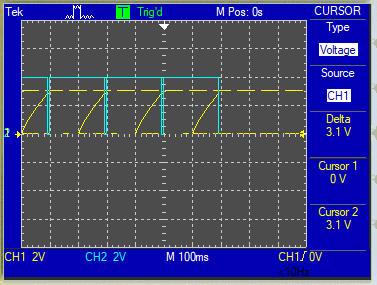 Tek T Trig'd M Pos: 0s CURSOR
Type
Voltage
Source
CH1
Delta
3.1 V
Cursor 1
0 V
Cursor 2
3.1 V
CH1 2V CH2 2V M 100ms CH1 0V
<10Hz